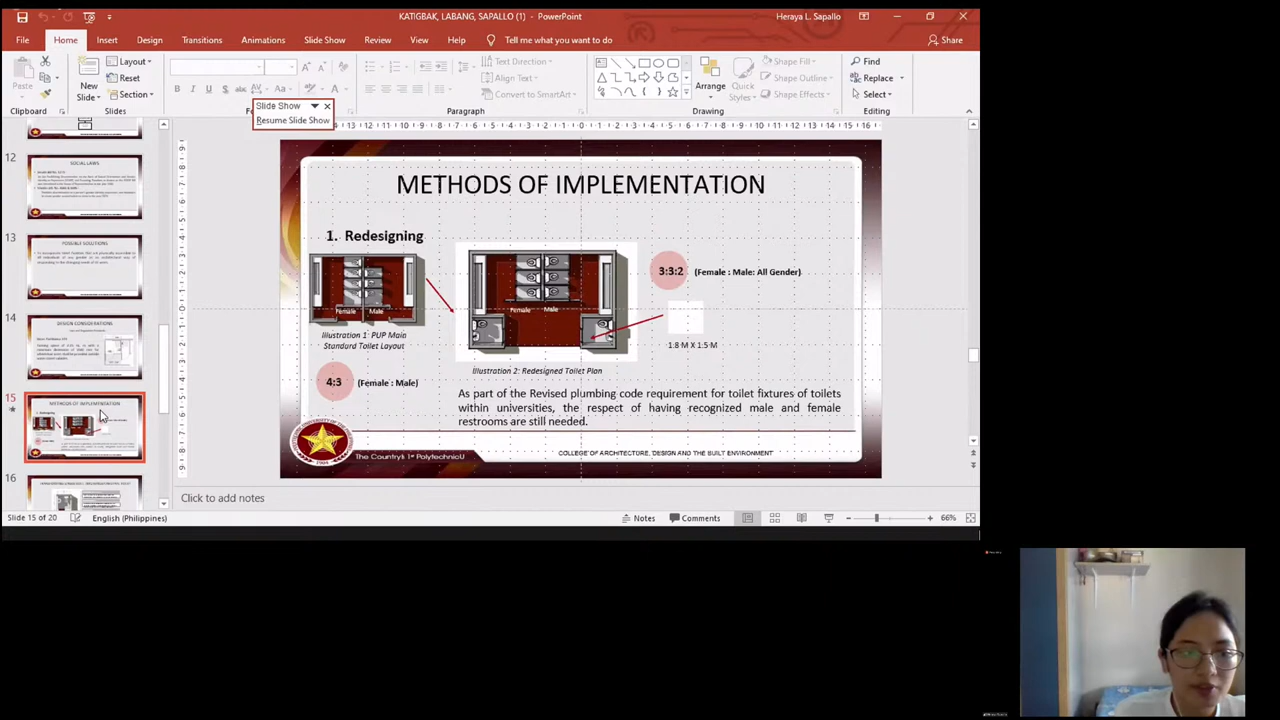 KATIGBAK, LABANG, SAPALLO (1) - PowerPoint
Heraya L. Sapallo
File Home Insert Design Transitions Animations Slide Show Review View Help Tell me what you want to do Share
Paste
Clipboard
New
Slide
Layout
Reset
Section
Slides
Slide Show
Resume Slide Show
Text Direction
Align Text
Convert to SmartArt
Paragraph
Arrange
Quick
Styles
Shape Fill
Shape Outline
Shape Effects
Drawing
Find
Replace
Select
Editing
12
SOCIAL LAWS
13
POSSIBLE SOLUTIONS
14
DESIGN CONSIDERATIONS
15
METHODS OF IMPLEMENTATION
16
METHODS OF IMPLEMENTATION
1. Redesigning
Female Male
Illustration 1: PUP Main
Standard Toilet Layout
4:3 (Female : Male)
Female Male
Illustration 2: Redesigned Toilet Plan
3:3:2 (Female : Male: All Gender)
1.8 M X 1.5 M
As part of the Revised plumbing code requirement for toilet fixtures of toilets
within universities, the respect of having recognized male and female
restrooms are still needed.
The Country's 1st PolytechnicU
COLLEGE OF ARCHITECTURE, DESIGN AND THE BUILT ENVIRONMENT
Click to add notes
Slide 15 of 20 English (Philippines) Notes Comments 66%